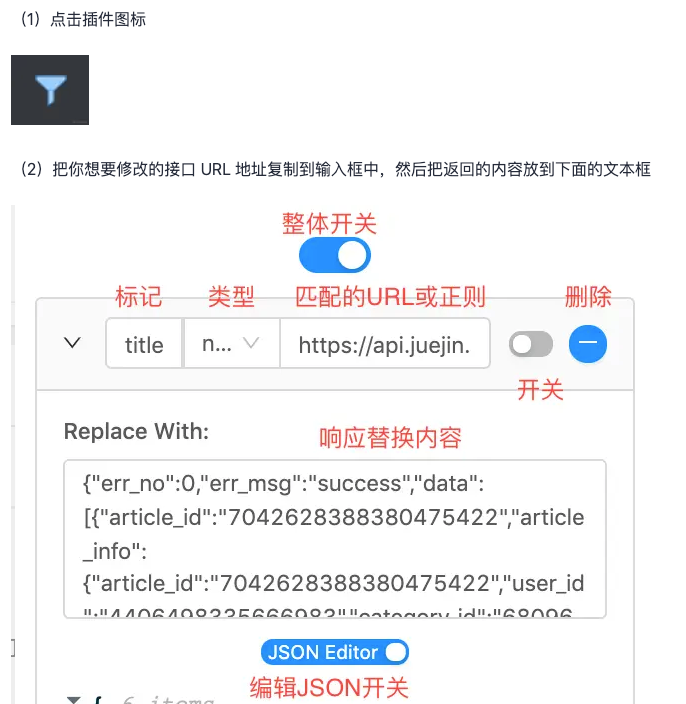 （1）点击插件图标
（2）把你想要修改的接口 URL 地址复制到输入框中，然后把返回的内容放到下面的文本框
整体开关
标记 类型 匹配的URL或正则 删除
title n... https://api.juejin.
开关
Replace With:
响应替换内容
{"err_no":0,"err_msg":"success","data":
[{"article_id":"7042628388380475422","article
_info":
{"article_id":"7042628388380475422","user_id
":"4406498335666983","category_id":"68096
JSON Editor
编辑JSON开关
{ 6 items